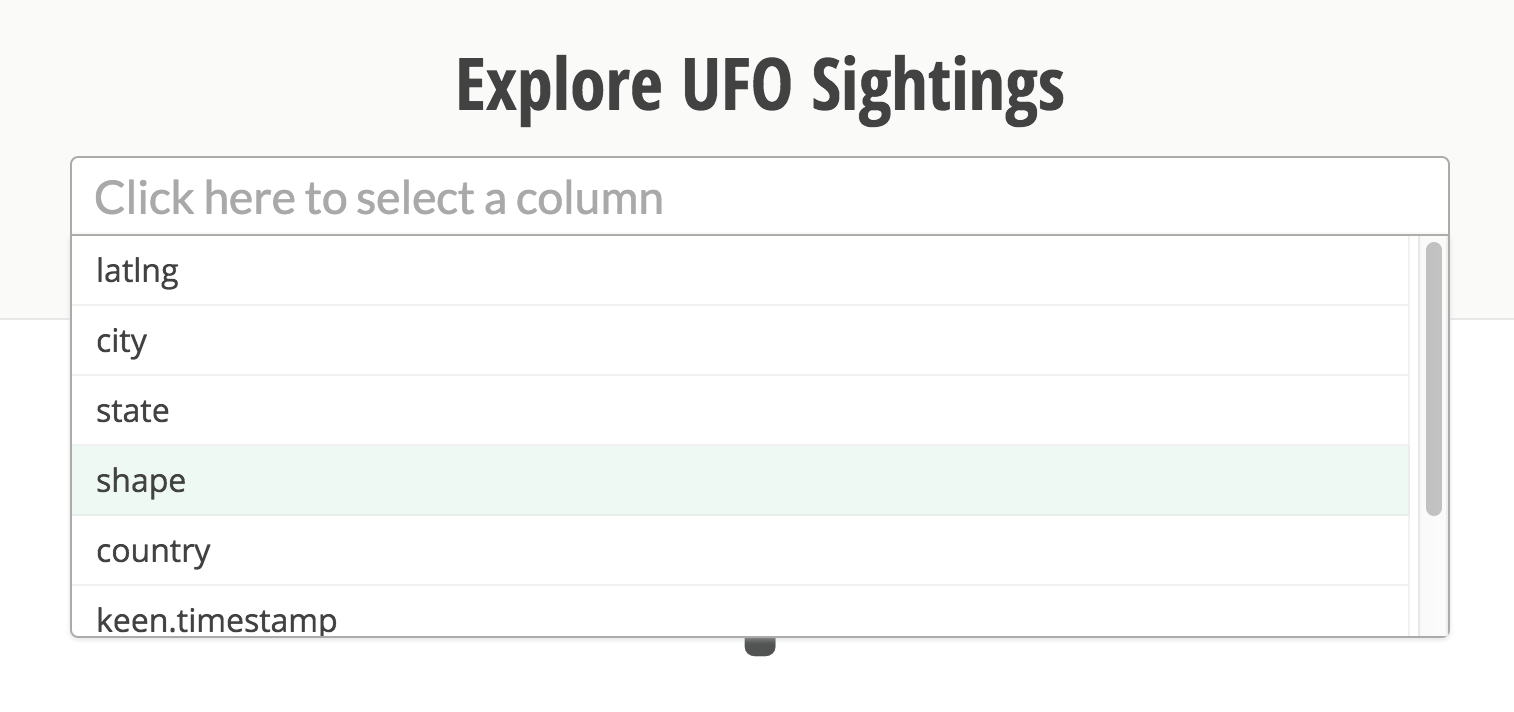 Explore UFO Sightings
Click here to select a column
latlng
city
state
shape
country
keen.timestamp